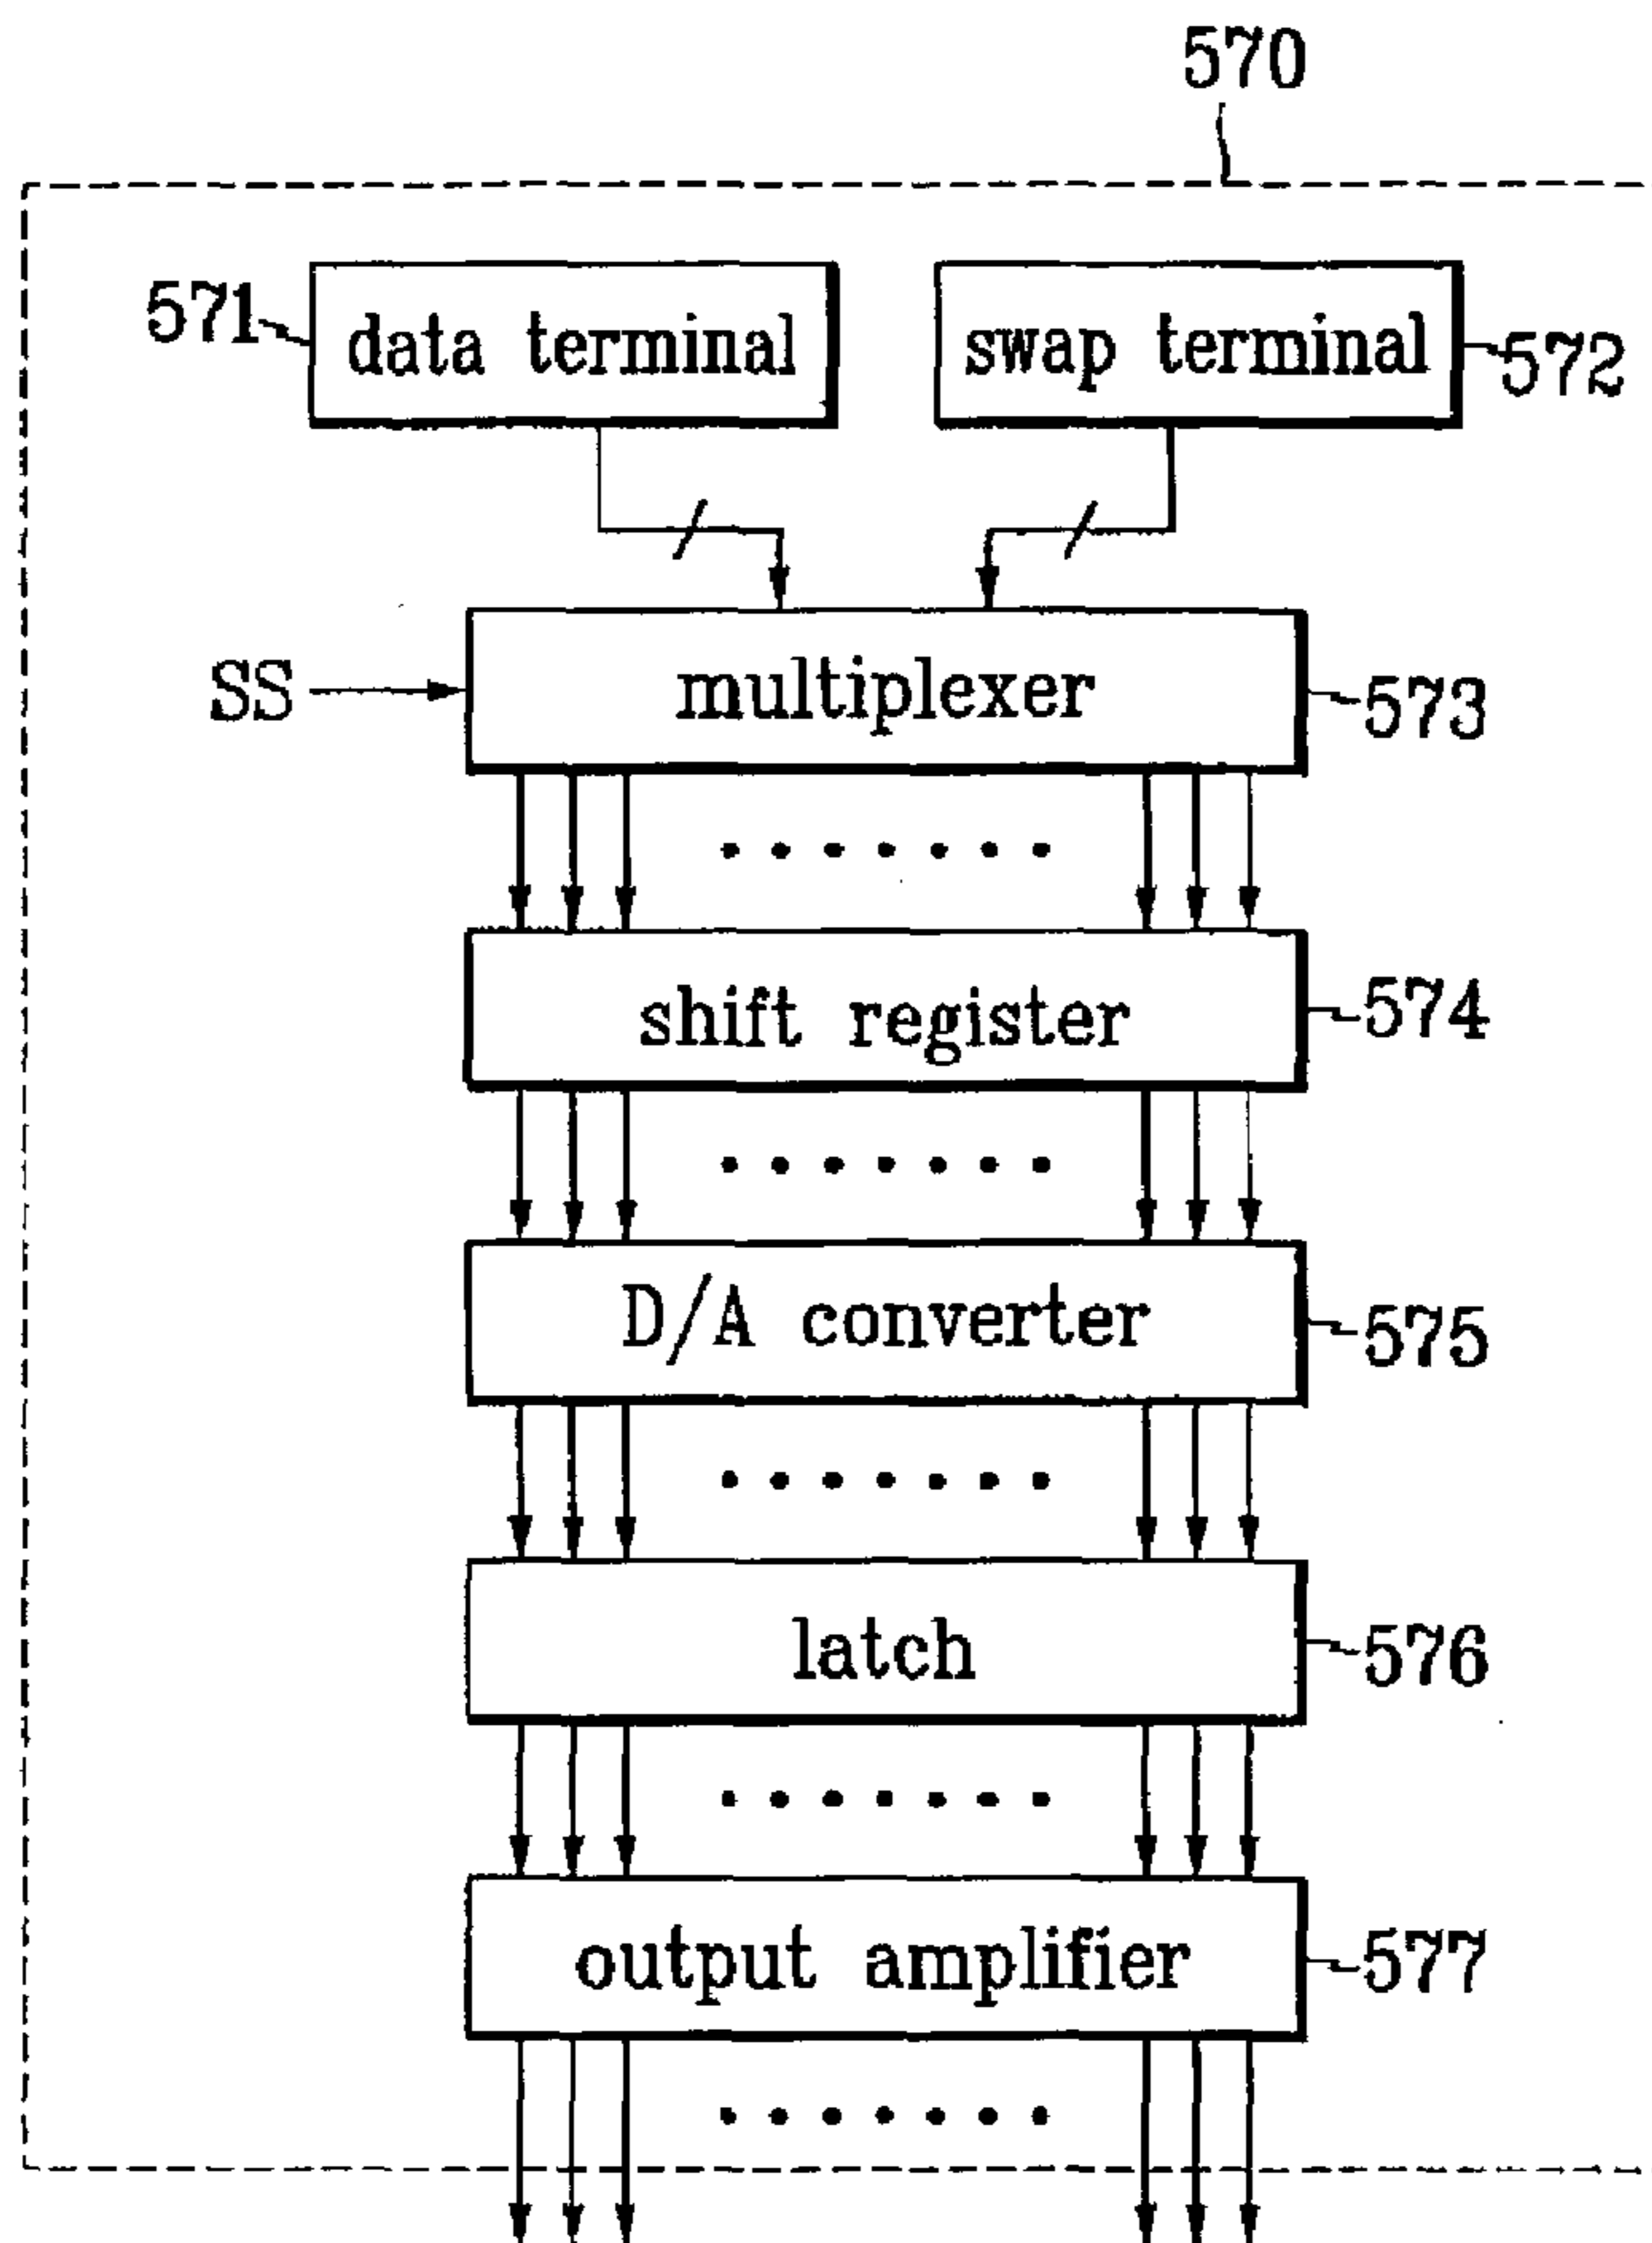 570
571
data terminal
swap terminal
572
SS
multiplexer
573
shift register
574
D/A converter
575
latch
576
output amplifier
577